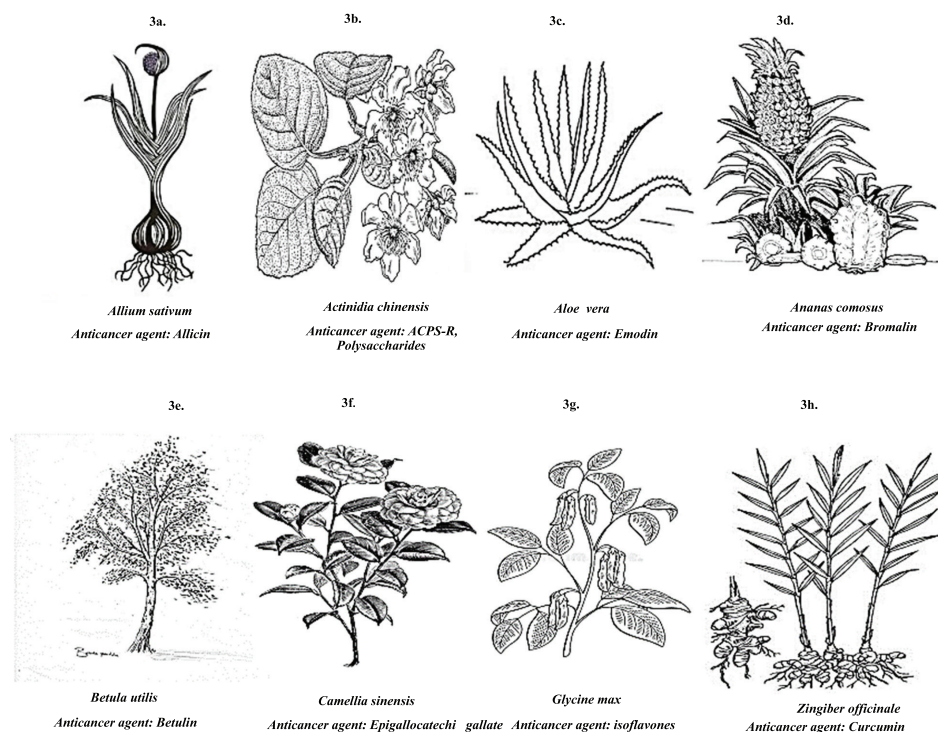 3a.
3b.
3c.
3d.
Allium sativum
Anticancer agent: Allicin
Actinidia chinensis
Anticancer agent: ACPS-R,
Polysaccharides
Aloe vera
Anticancer agent: Emodin
Ananas comosus
Anticancer agent: Bromalin
3e.
3f.
3g.
3h.
Betula utilis
Anticancer agent: Betulin
Camellia sinensis
Anticancer agent: Epigallocatechi gallate
Glycine max
Anticancer agent: isoflavones
Zingiber officinale
Anticancer agent: Curcumin